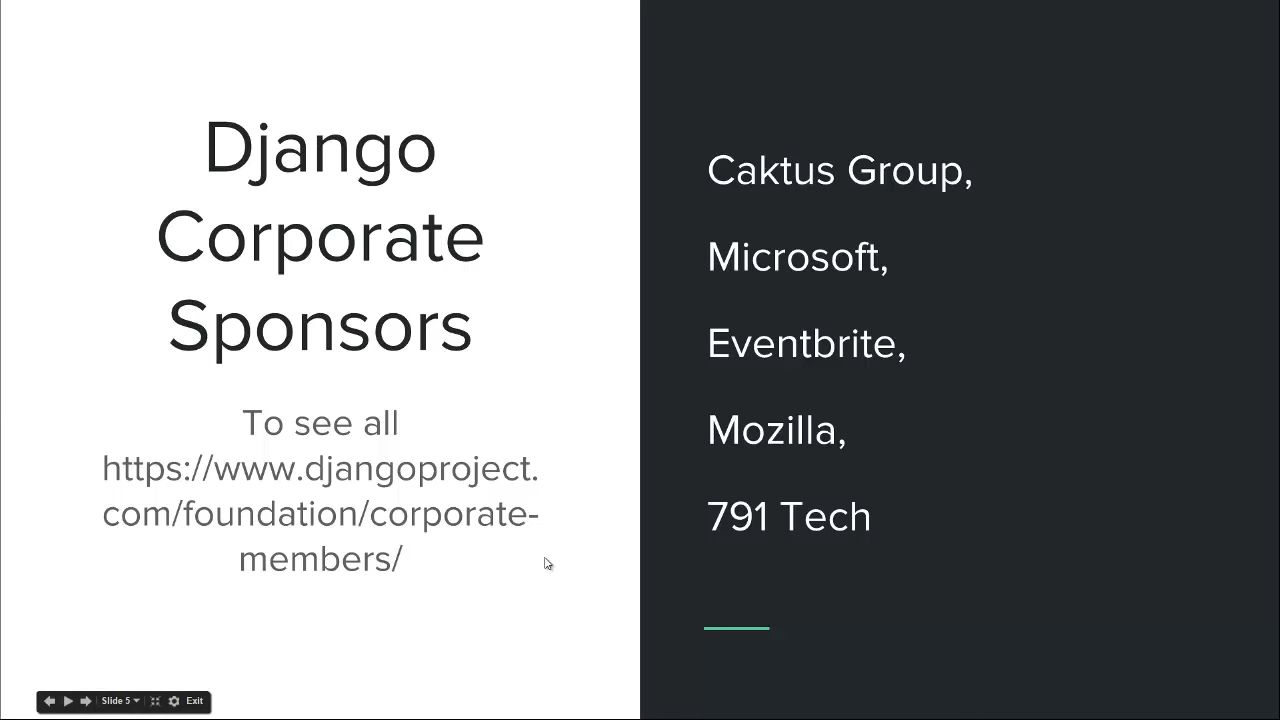 Django
Corporate
Sponsors
To see all
https://www.djangoproject.
com/foundation/corporate-
members/
Caktus Group,
Microsoft,
Eventbrite,
Mozilla,
791 Tech
Slide 5
Exit